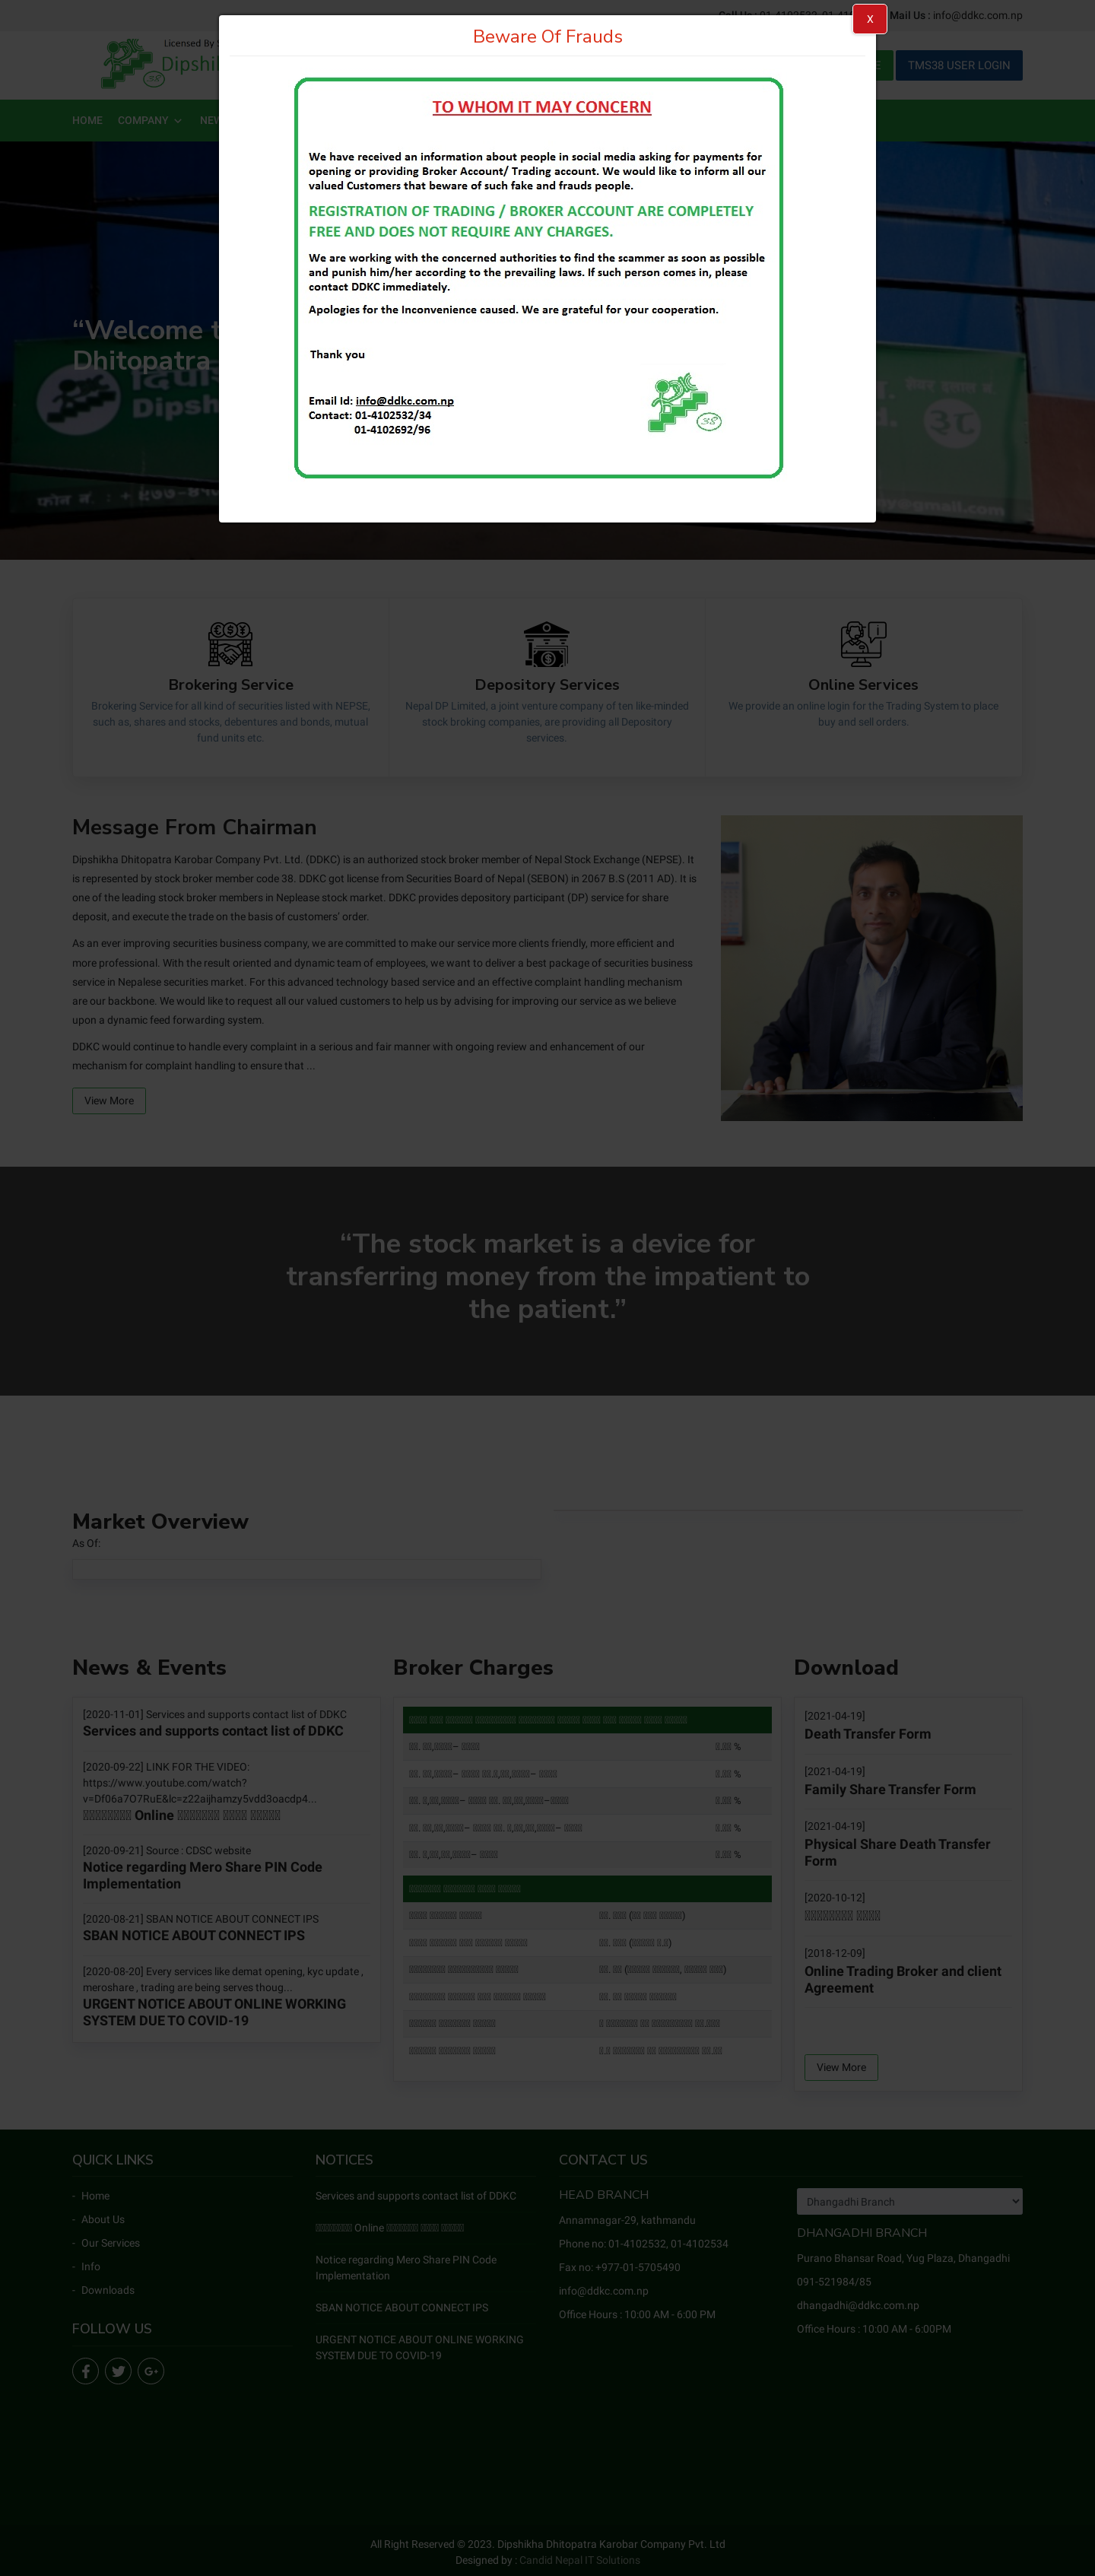 Call Us : 01-4102532, 01-41
Mail Us : info@ddkc.com.np
Beware Of Frauds
X
Licensed By
Dipshik
TMS38 USER LOGIN
HOME COMPANY
TO WHOM IT MAY CONCERN
We have received an information about people in social media asking for payments for
opening or providing Broker Account/ Trading account. We would like to inform all our
valued Customers that beware of such fake and frauds people.
REGISTRATION OF TRADING / BROKER ACCOUNT ARE COMPLETELY
FREE AND DOES NOT REQUIRE ANY CHARGES.
We are working with the concerned authorities to find the scammer as soon as possible
and punish him/her according to the prevailing laws. If such person comes in, please
contact DDKC immediately.
Apologies for the Inconvenience caused. We are grateful for your cooperation.
Thank you
Email Id: info@ddkc.com.np
Contact: 01-4102532/34
01-4102692/96
“Welcome t
Dhitopatra
Brokering Service
Brokering Service for all kind of securities listed with NEPSE,
such as, shares and stocks, debentures and bonds, mutual
fund units etc.
Depository Services
Nepal DP Limited, a joint venture company of ten like-minded
stock broking companies, are providing all Depository
services.
Online Services
We provide an online login for the Trading System to place
buy and sell orders.
Message From Chairman
Dipshikha Dhitopatra Karobar Company Pvt. Ltd. (DDKC) is an authorized stock broker member of Nepal Stock Exchange (NEPSE). It
is represented by stock broker member code 38. DDKC got license from Securities Board of Nepal (SEBON) in 2067 B.S (2011 AD). It is
one of the leading stock broker members in Neplease stock market. DDKC provides depository participant (DP) service for share
deposit, and execute the trade on the basis of customers’ order.
As an ever improving securities business company, we are committed to make our service more clients friendly, more efficient and
more professional. With the result oriented and dynamic team of employees, we want to deliver a best package of securities business
service in Nepalese securities market. For this advanced technology based service and an effective complaint handling mechanism
are our backbone. We would like to request all our valued customers to help us by advising for improving our service as we believe
upon a dynamic feed forwarding system.
DDKC would continue to handle every complaint in a serious and fair manner with ongoing review and enhancement of our
mechanism for complaint handling to ensure that ...
View More
“The stock market is a device for
transferring money from the impatient to
the patient.”
Market Overview
As Of:
News & Events
[2020-11-01] Services and supports contact list of DDKC
Services and supports contact list of DDKC
[2020-09-22] LINK FOR THE VIDEO:
https://www.youtube.com/watch?
v=Df06a7O7RuE&lc=z22aijhamzy5vdd3oacdp4...
Online
[2020-09-21] Source : CDSC website
Notice regarding Mero Share PIN Code
Implementation
[2020-08-21] SBAN NOTICE ABOUT CONNECT IPS
SBAN NOTICE ABOUT CONNECT IPS
[2020-08-20] Every services like demat opening, kyc update ,
meroshare , trading are being serves thoug...
URGENT NOTICE ABOUT ONLINE WORKING
SYSTEM DUE TO COVID-19
Broker Charges
Download
[2021-04-19]
Death Transfer Form
[2021-04-19]
Family Share Transfer Form
[2021-04-19]
Physical Share Death Transfer
Form
[2020-10-12]
[2018-12-09]
Online Trading Broker and client
Agreement
View More
QUICK LINKS
- Home
- About Us
- Our Services
- Info
- Downloads
FOLLOW US
NOTICES
Services and supports contact list of DDKC
Online
Notice regarding Mero Share PIN Code
Implementation
SBAN NOTICE ABOUT CONNECT IPS
URGENT NOTICE ABOUT ONLINE WORKING
SYSTEM DUE TO COVID-19
CONTACT US
HEAD BRANCH
Annamnagar-29, kathmandu
Phone no: 01-4102532, 01-4102534
Fax no: +977-01-5705490
info@ddkc.com.np
Office Hours : 10:00 AM - 6:00 PM
Dhangadhi Branch
DHANGADHI BRANCH
Purano Bhansar Road, Yug Plaza, Dhangadhi
091-521984/85
dhangadhi@ddkc.com.np
Office Hours : 10:00 AM - 6:00PM
All Right Reserved © 2023. Dipshikha Dhitopatra Karobar Company Pvt. Ltd
Designed by : Candid Nepal IT Solutions